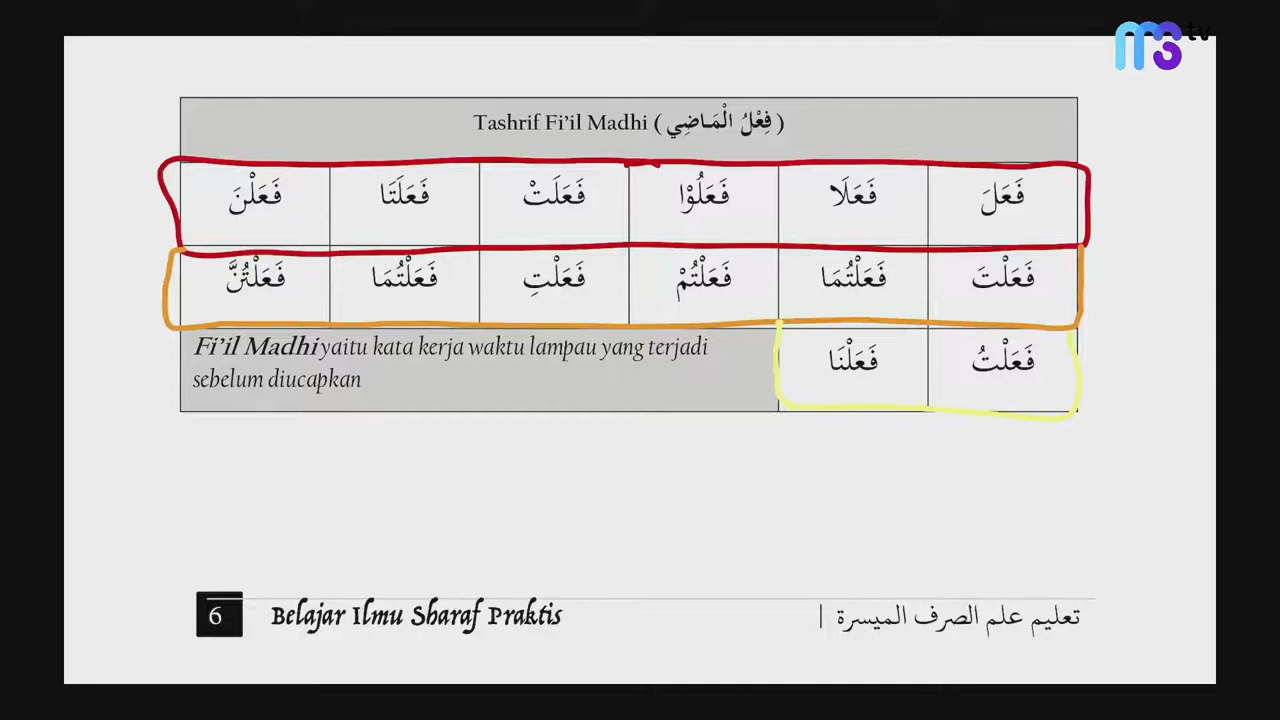 ms tv
Tashrif Fi’il Madhi ( فِعْلُ الْمَاضِي )
فَعَلَ فَعَلَا فَعَلُوْا فَعَلَتْ فَعَلَتَا فَعَلْنَ
فَعَلْتَ فَعَلْتُمَا فَعَلْتُمْ فَعَلْتِ فَعَلْتُمَا فَعَلْتُنَّ
فَعَلْتُ فَعَلْنَا
Fi’il Madhi yaitu kata kerja waktu lampau yang terjadi
sebelum diucapkan
6 Belajar Ilmu Sharaf Praktis
تعليم علم الصرف الميسرة |